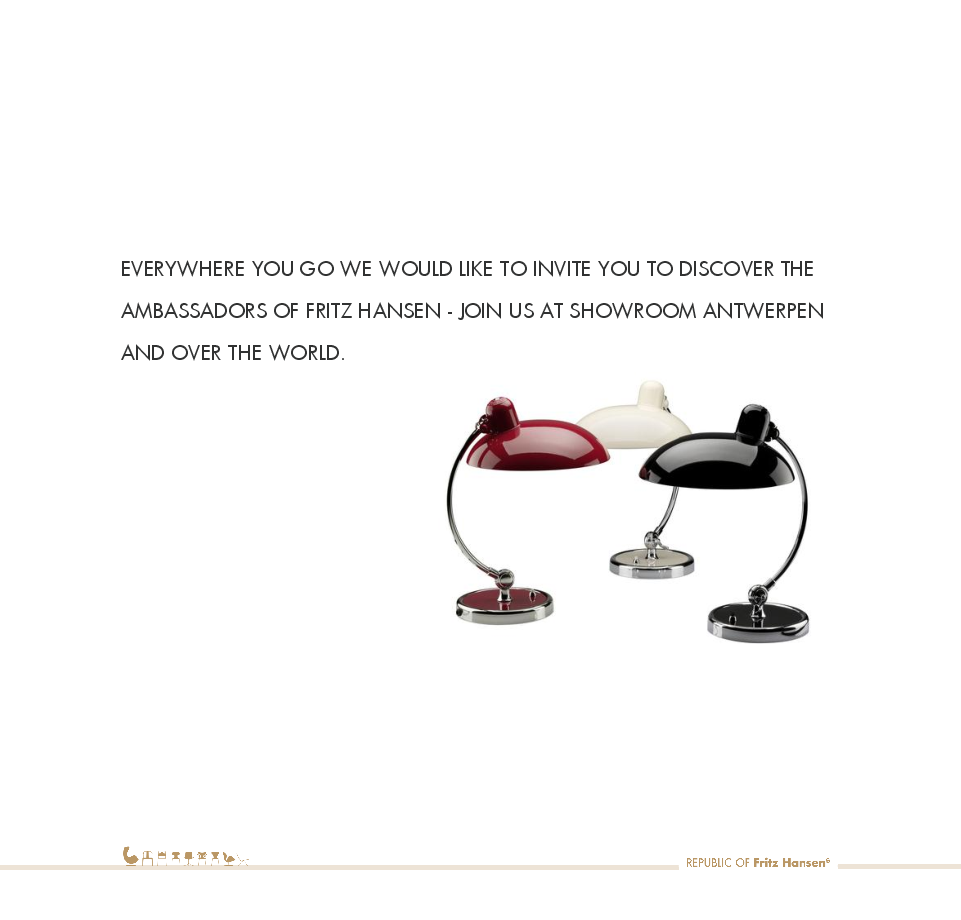 EVERYWHERE YOU GO WE WOULD LIKE TO INVITE YOU TO DISCOVER THE
AMBASSADORS OF FRITZ HANSEN - JOIN US AT SHOWROOM ANTWERPEN
AND OVER THE WORLD.
REPUBLIC OF Fritz Hansen®